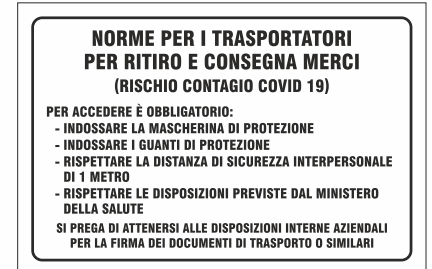 NORME PER I TRASPORTATORI
PER RITIRO E CONSEGNA MERCI
(RISCHIO CONTAGIO COVID 19)
PER ACCEDERE È OBBLIGATORIO:
- INDOSSARE LA MASCHERINA DI PROTEZIONE
- INDOSSARE I GUANTI DI PROTEZIONE
- RISPETTARE LA DISTANZA DI SICUREZZA INTERPERSONALE
DI 1 METRO
- RISPETTARE LE DISPOSIZIONI PREVISTE DAL MINISTERO
DELLA SALUTE
SI PREGA DI ATTENERSI ALLE DISPOSIZIONI INTERNE AZIENDALI
PER LA FIRMA DEI DOCUMENTI DI TRASPORTO O SIMILARI